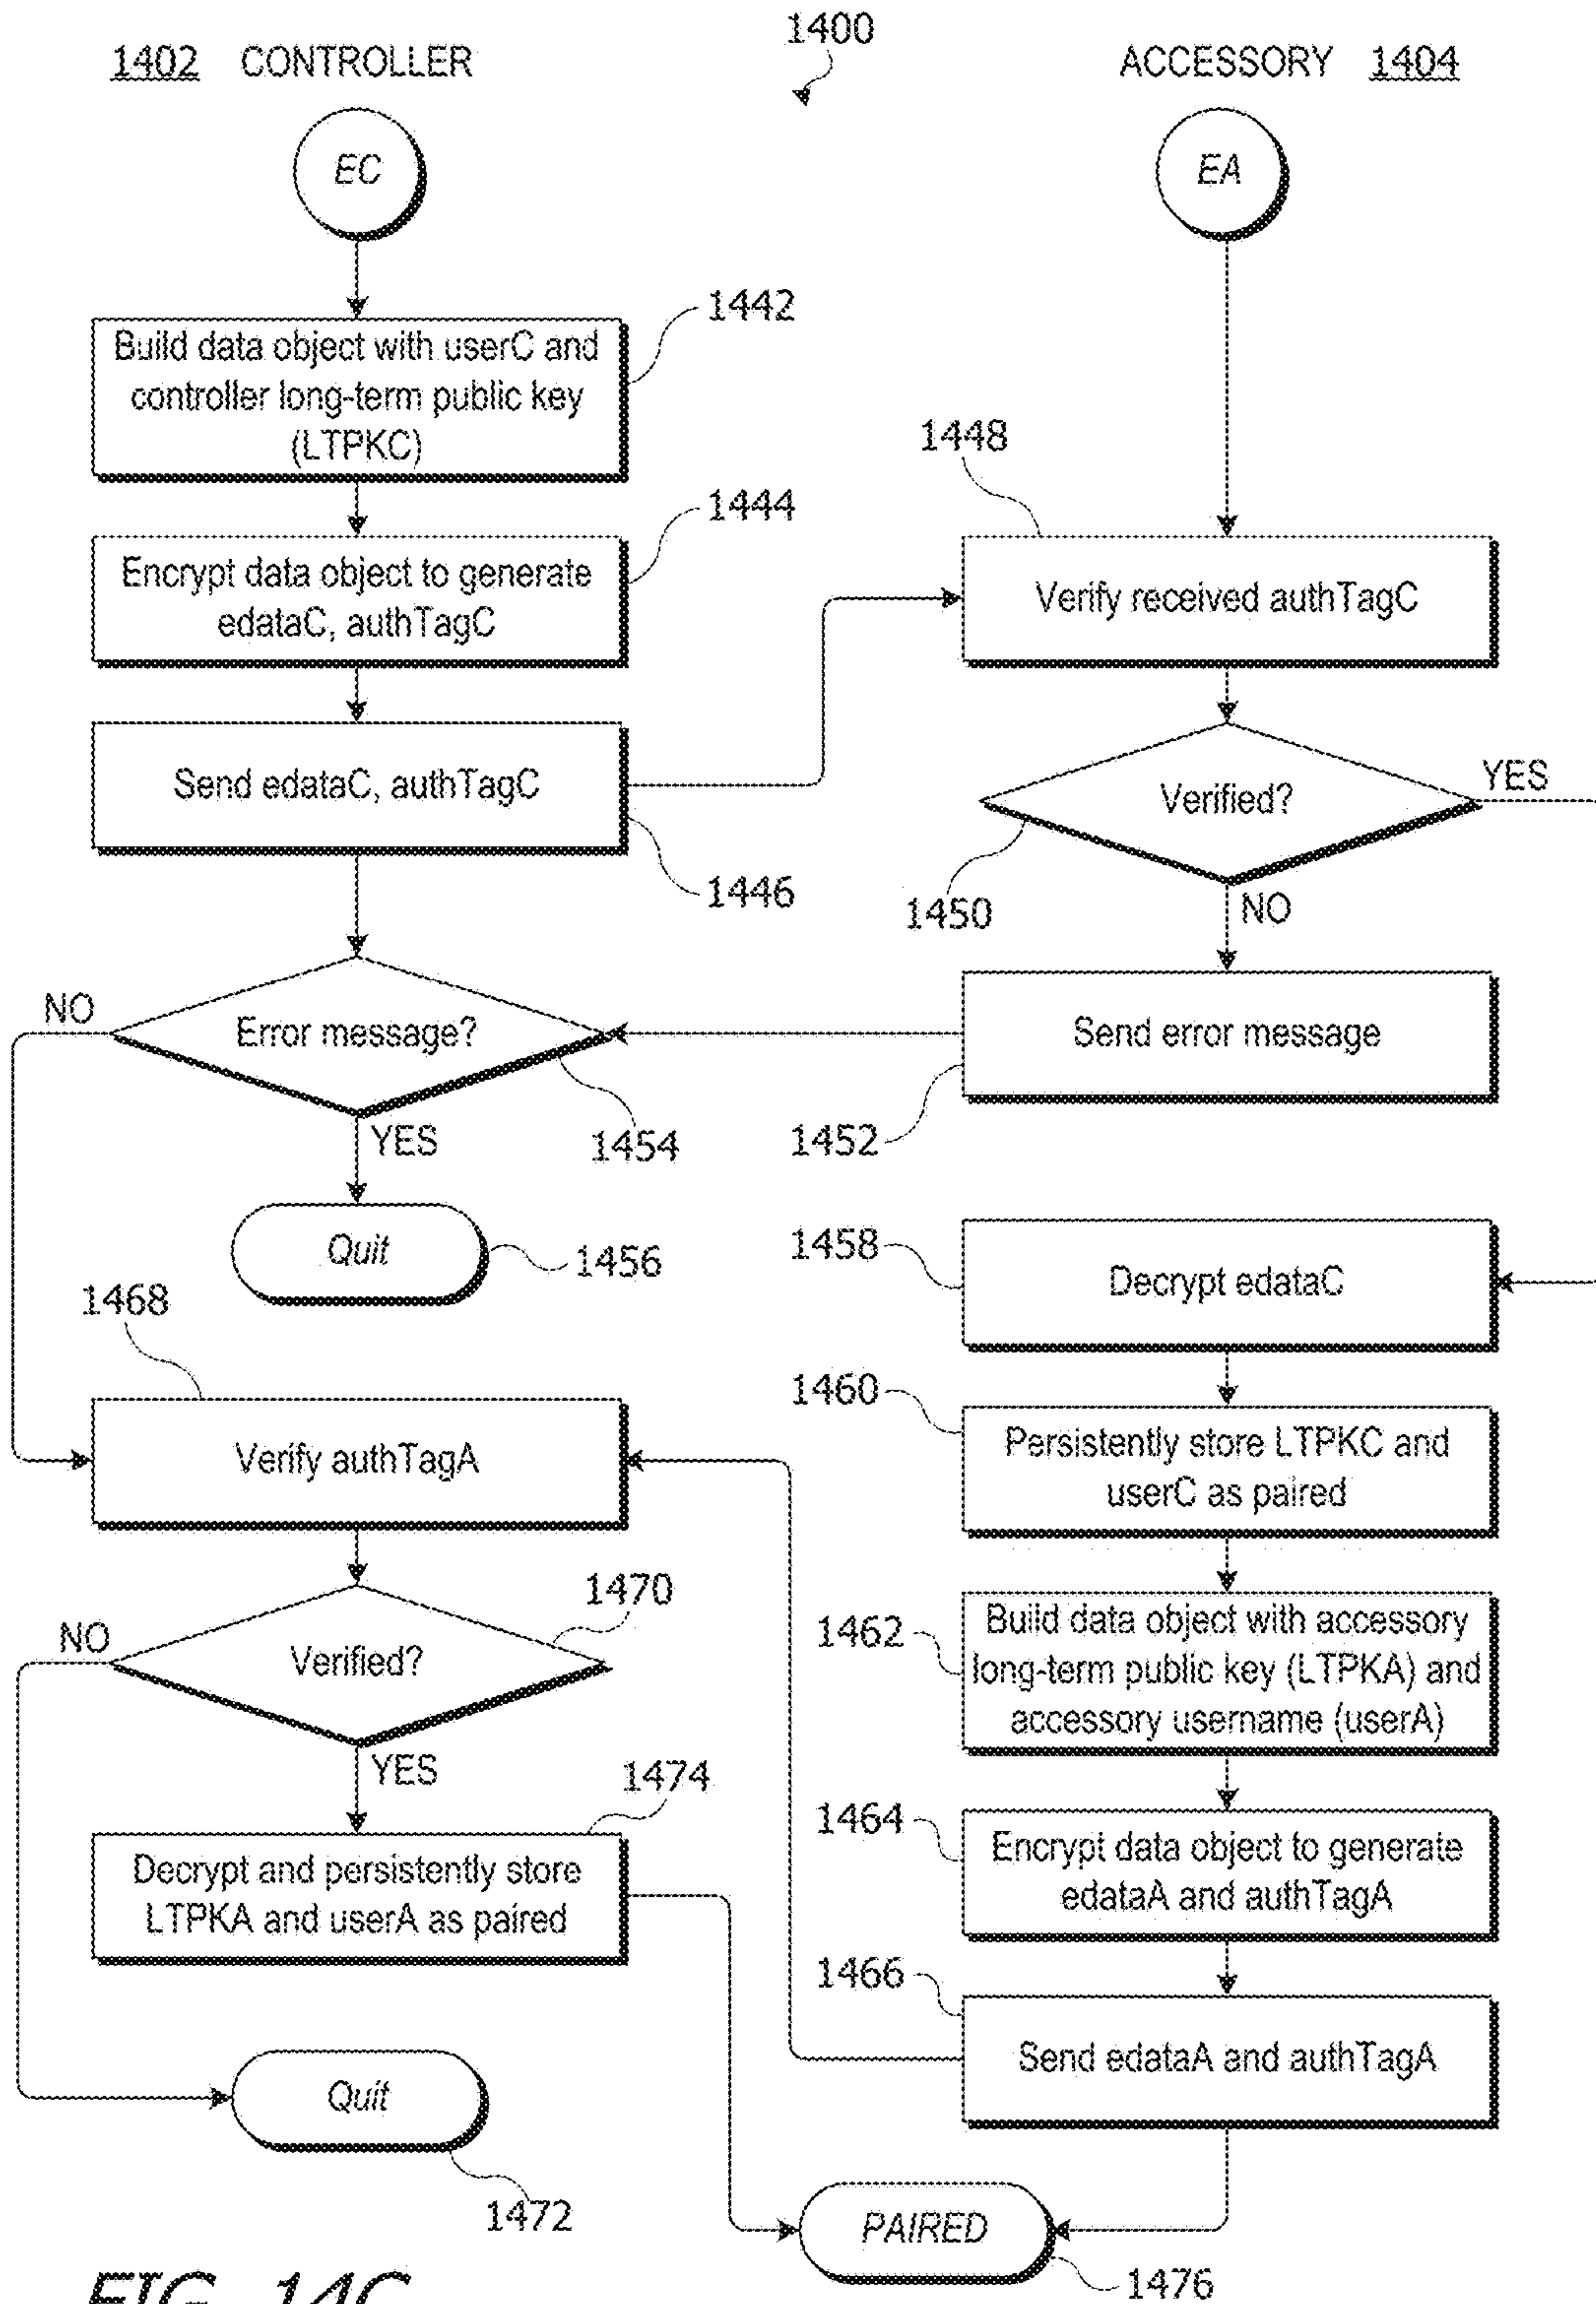 1400
1402 CONTROLLER
ACCESSORY 1404
EC
EA
1442
Build data object with userC and
controller long-term public key
(LTPKC)
1448
1444
Encrypt data object to generate
edataC, authTagC
Verify received authTagC
Send edataC, authTagC
Verified?
YES
1446
1450
NO
NO
Error message?
Send error message
YES
1454
1452
Quit
1456
1458
Decrypt edataC
1468
1460
Verify authTagA
Persistently store LTPKC and
userC as paired
1470
NO
Verified?
1462
Build data object with accessory
long-term public key (LTPKA) and
accessory username (userA)
YES
1474
1464
Decrypt and persistently store
LTPKA and userA as paired
Encrypt data object to generate
edataA and authTagA
1466
Send edataA and authTagA
Quit
1472
PAIRED
1476
FIG. 14C